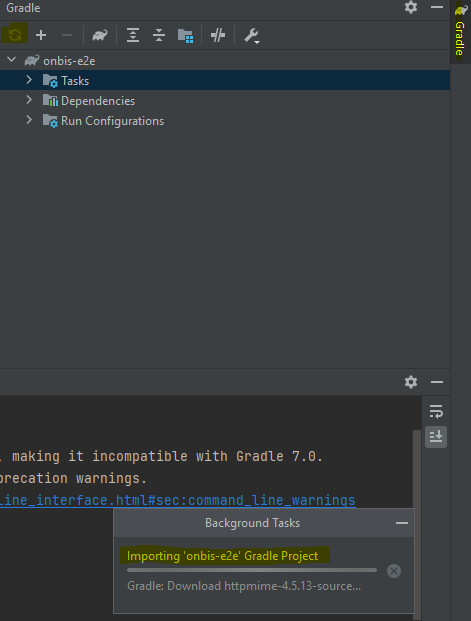 Gradle
Gradle
onbis-e2e
Tasks
Dependencies
Run Configurations
, making it incompatible with Gradle 7.0.
precation warnings.
line_interface.html#sec:command_line_warnings
Background Tasks
Importing 'onbis-e2e' Gradle Project
Gradle: Download httpmime-4.5.13-source...